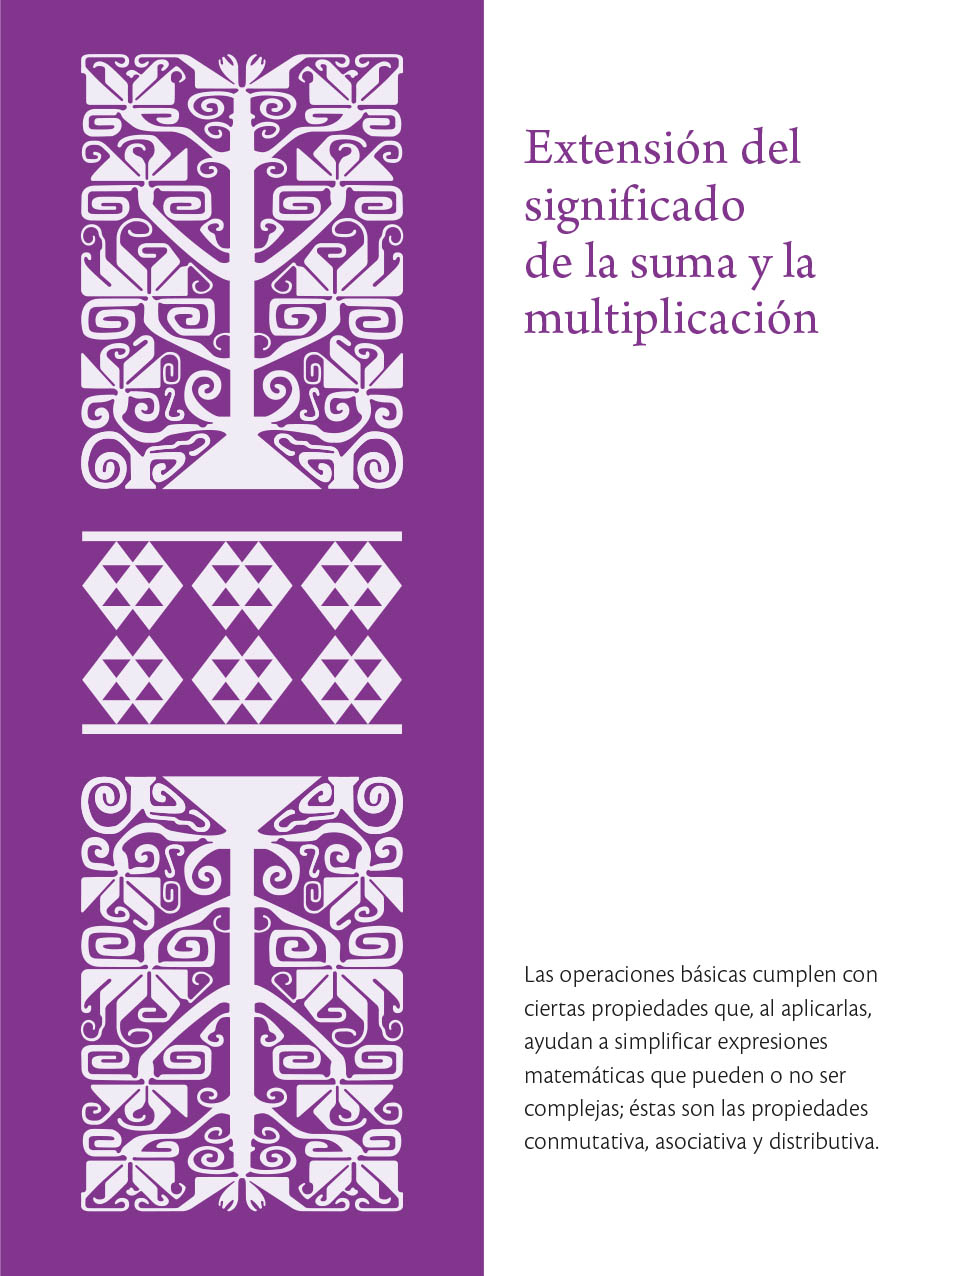 Extensión del
significado
de la suma y la
multiplicación
Las operaciones básicas cumplen con
ciertas propiedades que, al aplicarlas,
ayudan a simplificar expresiones
matemáticas que pueden o no ser
complejas; éstas son las propiedades
conmutativa, asociativa y distributiva.